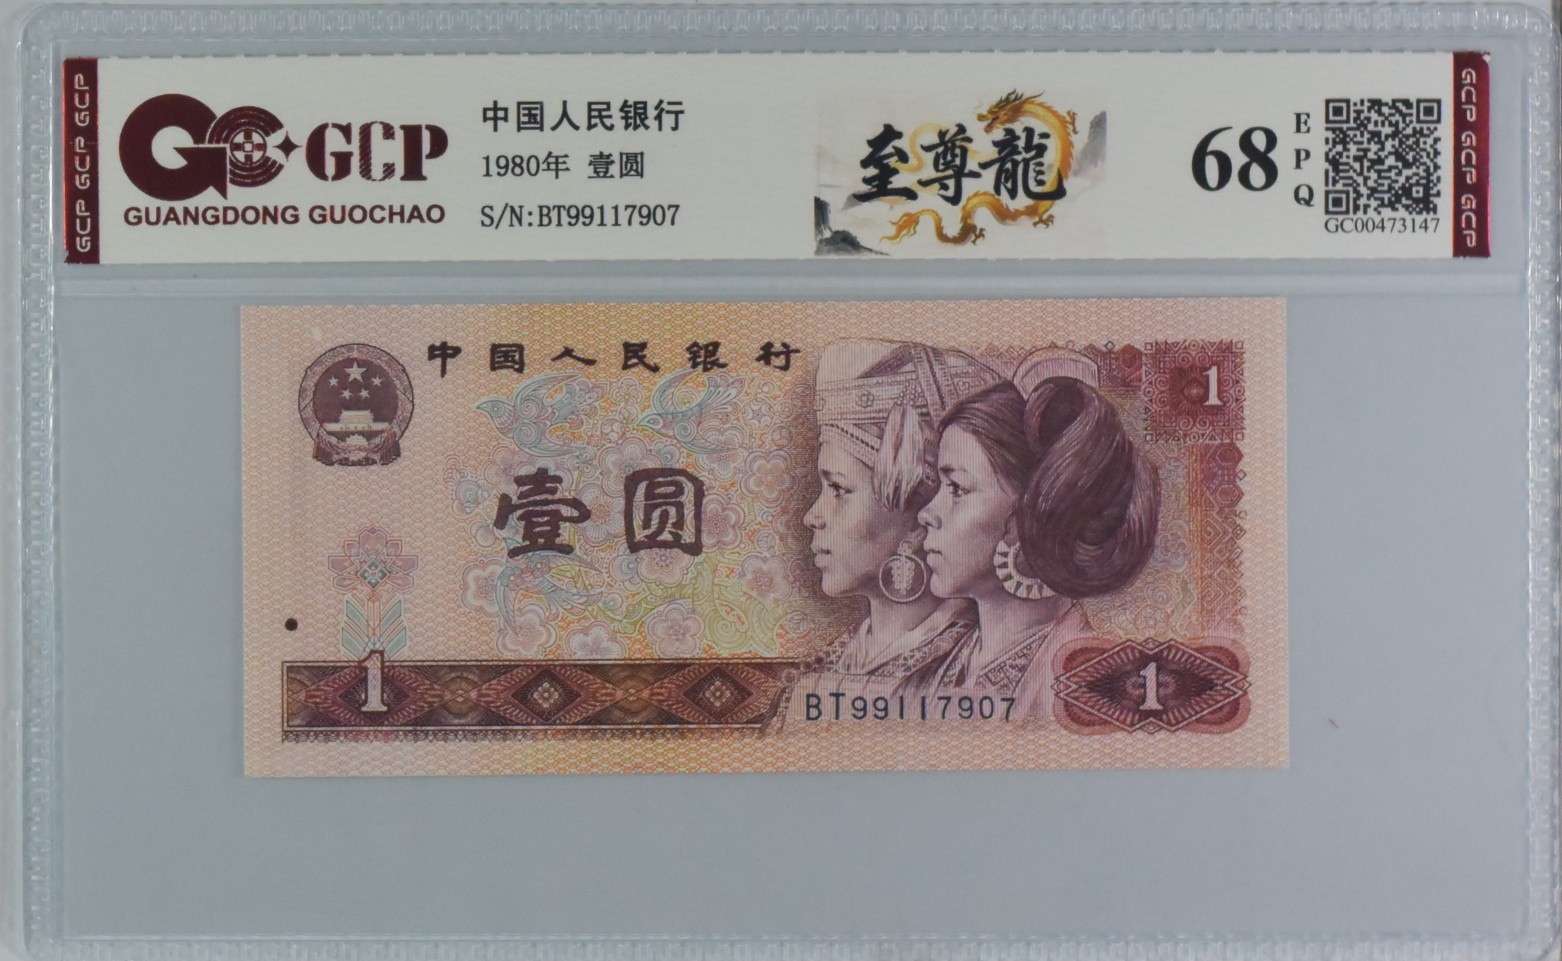 GCP GCP GCP
GCP
GUANGDONG GUOCHAO
中国人民银行
1980年 壹圆
S/N:BT99117907
至尊龍
68
E
P
Q
GC00473147
GCP GCP GCP
中国人民银行
1
壹圆
1
BT99117907
1